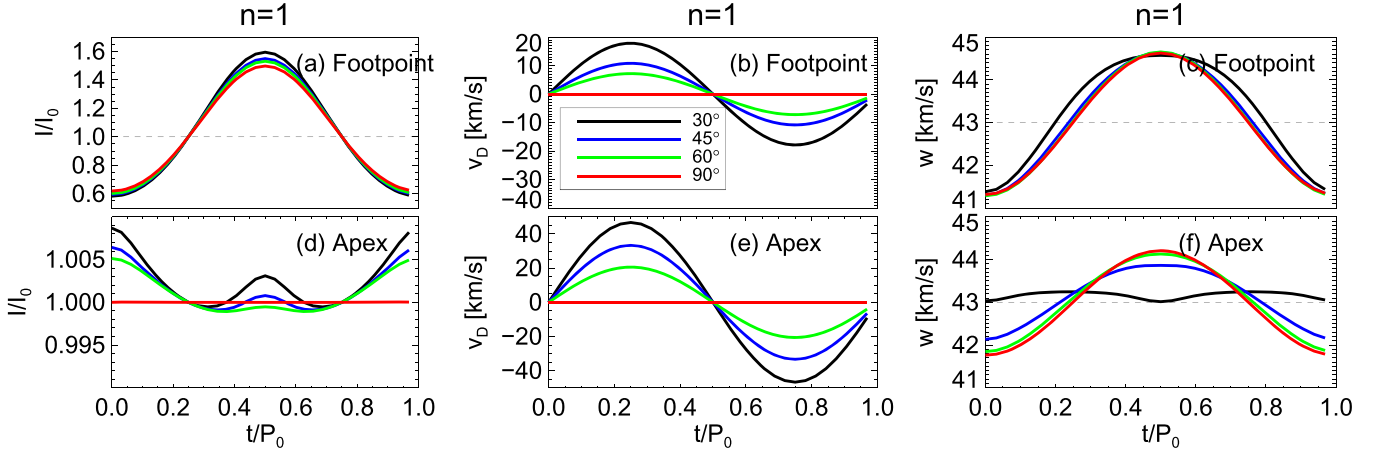 n=1
n=1
n=1
(a) Footpoint
I/I0
1.6
1.4
1.2
1.0
0.8
0.6
(b) Footpoint
vD [km/s]
20
10
0
−10
−20
−30
−40
30°
45°
60°
90°
(c) Footpoint
w [km/s]
45
44
43
42
41
(d) Apex
I/I0
1.005
1.000
0.995
0.0 0.2 0.4 0.6 0.8 1.0
t/P0
(e) Apex
vD [km/s]
40
20
0
−20
−40
0.0 0.2 0.4 0.6 0.8 1.0
t/P0
(f) Apex
w [km/s]
45
44
43
42
41
0.0 0.2 0.4 0.6 0.8 1.0
t/P0